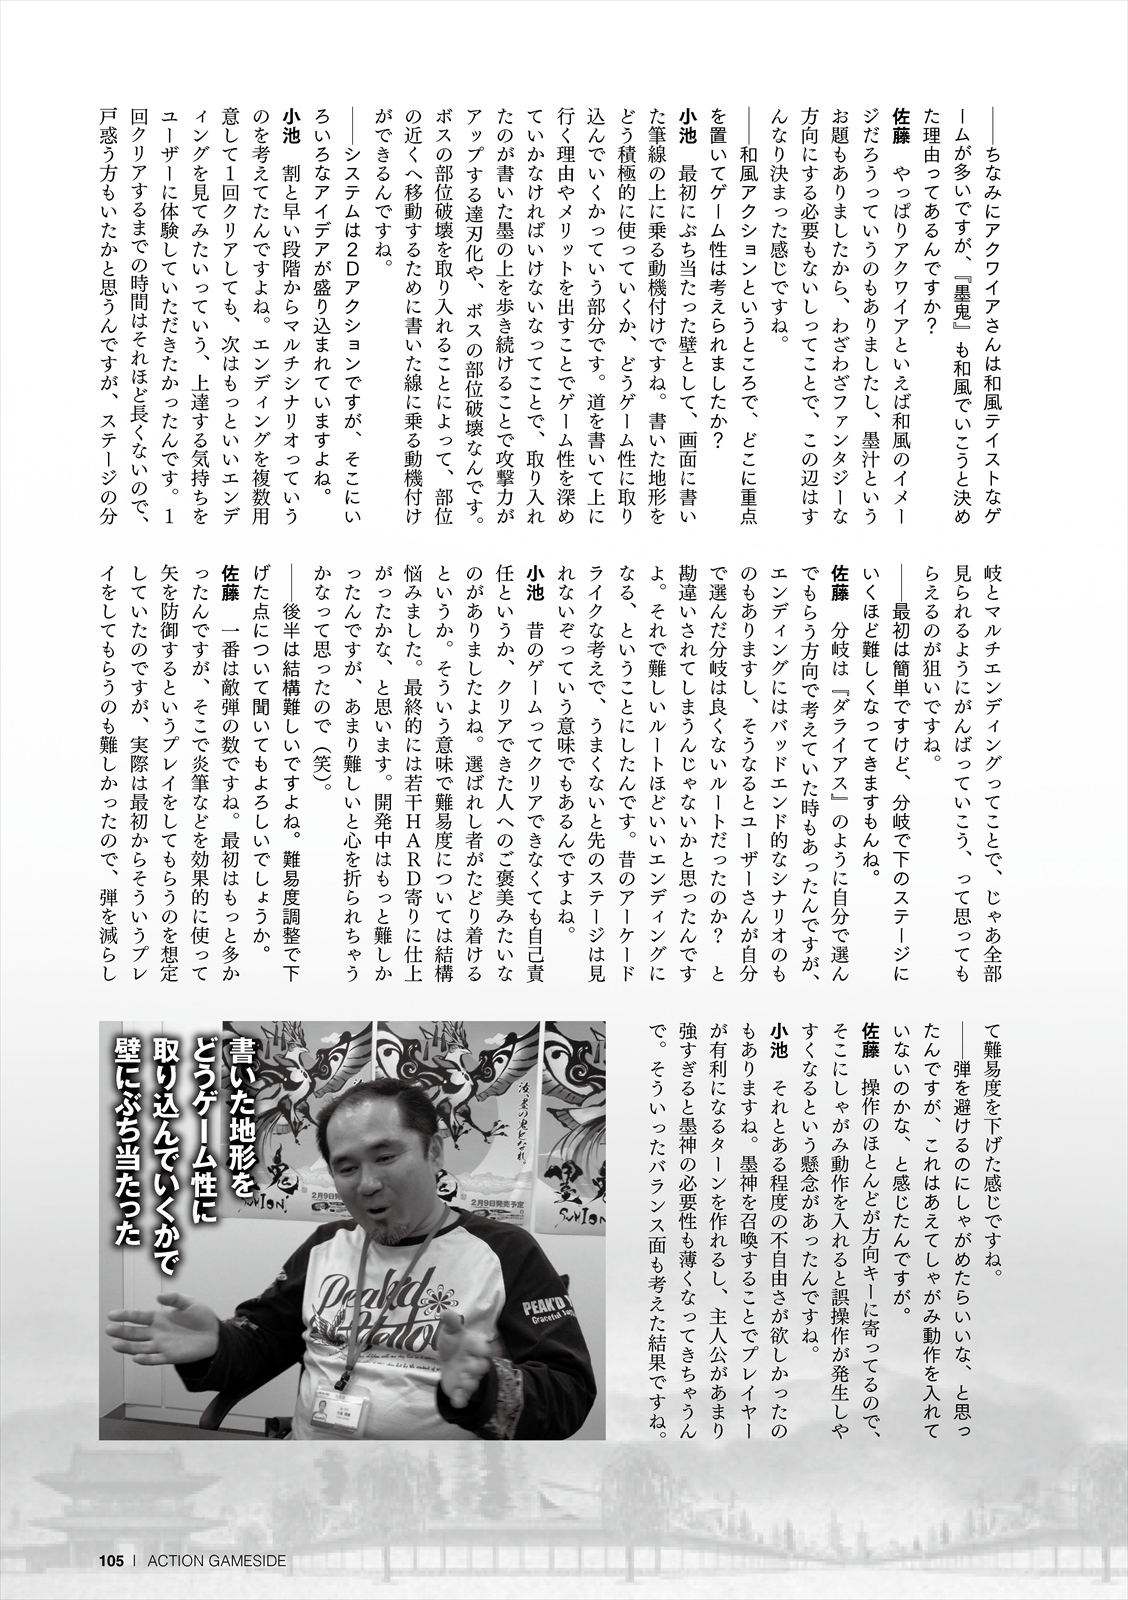 ――ちなみにアクワイアさんは和風テイストなゲ
ームが多いですが、『墨鬼』も和風でいこうと決め
た理由ってあるんですか？
佐藤　やっぱりアクワイアといえば和風のイメー
ジだろうっていうのもありましたし、墨汁という
お題もありましたから、わざわざファンタジーな
方向にする必要もないしってことで、この辺はす
んなり決まった感じですね。
――和風アクションというところで、どこに重点
を置いてゲーム性は考えられましたか？
小池　最初にぶち当たった壁として、画面に書い
た筆線の上に乗る動機付けですね。書いた地形を
どう積極的に使っていくか、どうゲーム性に取り
込んでいくかっていう部分です。道を書いて上に
行く理由やメリットを出すことでゲーム性を深め
ていかなければいけないなってことで、取り入れ
たのが書いた墨の上を歩き続けることで攻撃力が
アップする達刃化や、ボスの部位破壊なんです。
ボスの部位破壊を取り入れることによって、部位
の近くへ移動するために書いた線に乗る動機付け
ができるんですね。
――システムは２Ｄアクションですが、そこにい
ろいろなアイデアが盛り込まれていますよね。
小池　割と早い段階からマルチシナリオっていう
のを考えてたんですよね。エンディングを複数用
意して１回クリアしても、次はもっといいエンデ
ィングを見てみたいっていう、上達する気持ちを
ユーザーに体験していただきたかったんです。１
回クリアするまでの時間はそれほど長くないので、
戸惑う方もいたかと思うんですが、ステージの分
岐とマルチエンディングってことで、じゃあ全部
見られるようにがんばっていこう、って思っても
らえるのが狙いですね。
――最初は簡単ですけど、分岐で下のステージに
いくほど難しくなってきますもんね。
佐藤　分岐は『ダライアス』のように自分で選ん
でもらう方向で考えていた時もあったんですが、
エンディングにはバッドエンド的なシナリオのも
のもありますし、そうなるとユーザーさんが自分
で選んだ分岐は良くないルートだったのか？　と
勘違いされてしまうんじゃないかと思ったんです
よ。それで難しいルートほどいいエンディングに
なる、ということにしたんです。昔のアーケード
ライクな考えで、うまくないと先のステージは見
れないぞっていう意味でもあるんですよね。
小池　昔のゲームってクリアできなくても自己責
任というか、クリアできた人へのご褒美みたいな
のがありましたよね。選ばれし者がたどり着ける
というか。そういう意味で難易度については結構
悩みました。最終的には若干ＨＡＲＤ寄りに仕上
がったかな、と思います。開発中はもっと難しか
ったんですが、あまり難しいと心を折られちゃう
かなって思ったので（笑）。
――後半は結構難しいですよね。難易度調整で下
げた点について聞いてもよろしいでしょうか。
佐藤　一番は敵弾の数ですね。最初はもっと多か
ったんですが、そこで炎筆などを効果的に使って
矢を防御するというプレイをしてもらうのを想定
していたのですが、実際は最初からそういうプレ
イをしてもらうのも難しかったので、弾を減らし
て難易度を下げた感じですね。
――弾を避けるのにしゃがめたらいいな、と思っ
たんですが、これはあえてしゃがみ動作を入れて
いないのかな、と感じたんですが。
佐藤　操作のほとんどが方向キーに寄ってるので、
そこにしゃがみ動作を入れると誤操作が発生しや
すくなるという懸念があったんですね。
小池　それとある程度の不自由さが欲しかったの
もありますね。墨神を召喚することでプレイヤー
が有利になるターンを作れるし、主人公があまり
強すぎると墨神の必要性も薄くなってきちゃうん
で。そういったバランス面も考えた結果ですね。
書いた地形を
どうゲーム性に
取り込んでいくかで
壁にぶち当たった
汝、墨の鬼となれ。
2月9日発売予定
SUMIONI
PEAK'D
Graceful
105 | ACTION GAMESIDE